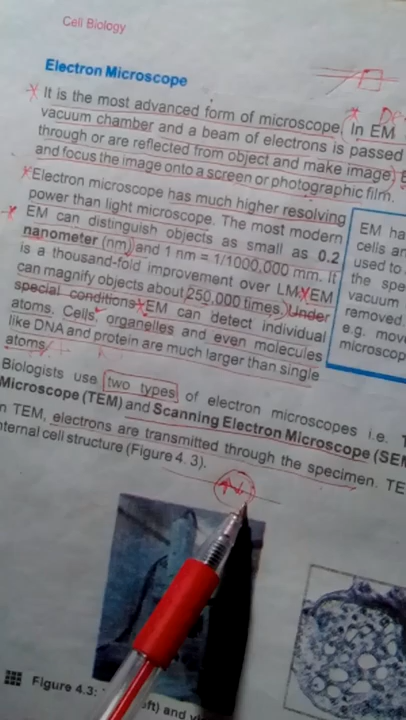 Cell Biology
Electron Microscope
It is the most advanced form of microscope. In EM
vacuum chamber and a beam of electrons is passed
through or are reflected from object and make image.
and focus the image onto a screen or photographic film.
Electron microscope has much higher resolving
power than light microscope. The most modern
EM can distinguish objects as small as 0.2
nanometer (nm) and 1 nm = 1/1000,000 mm. It
is a thousand-fold improvement over LM. EM
can magnify objects about 250,000 times. Under
special conditions EM can detect individual
atoms. Cells, organelles and even molecules
like DNA and protein are much larger than single
atoms.
EM ha
cells an
used to
the spe
vacuum
removed.
e.g. mov
microscop
Biologists use two types of electron microscopes i.e. T
Microscope (TEM) and Scanning Electron Microscope (SEM
n TEM, electrons are transmitted through the specimen. TE
nternal cell structure (Figure 4. 3).
Figure 4.3: eft) and vi